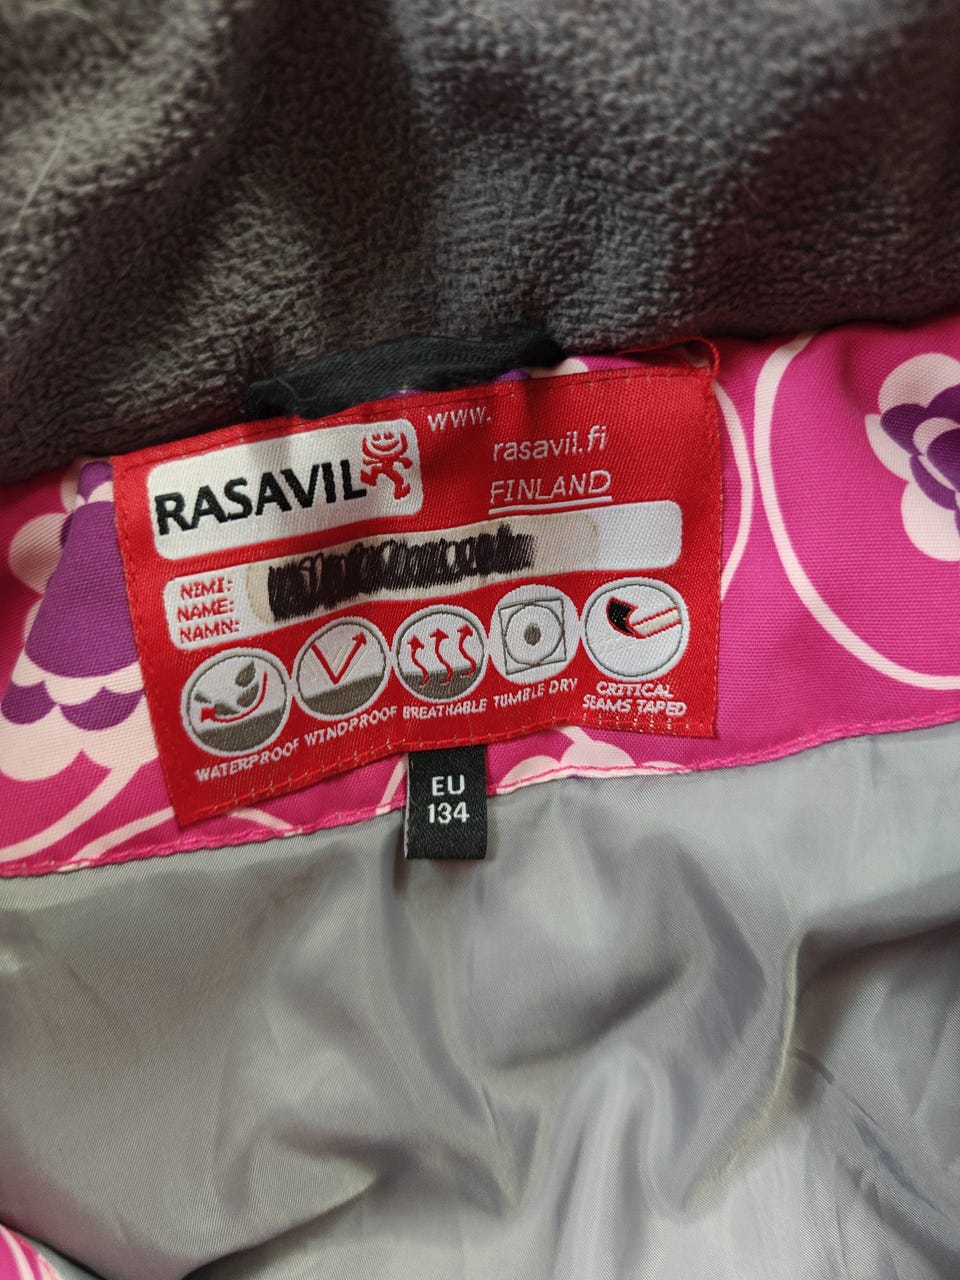 RASAVIL
www.
rasavil.fi
FINLAND
NIMI:
NAME:
NAMN:
WATERPROOF WINDPROOF BREATHABLE TUMBLE DRY
CRITICAL
SEAMS TAPED
EU
134